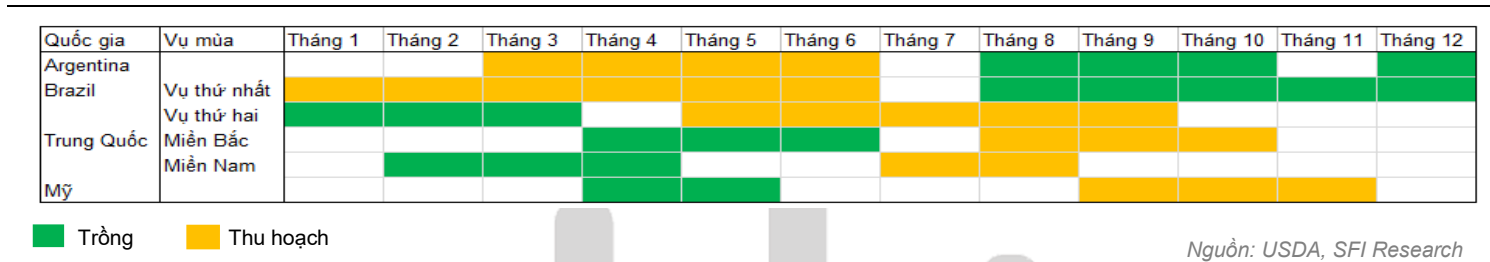 Quốc gia Vụ mùa Tháng 1 Tháng 2 Tháng 3 Tháng 4 Tháng 5 Tháng 6 Tháng 7 Tháng 8 Tháng 9 Tháng 10 Tháng 11 Tháng 12
Argentina
Brazil Vụ thứ nhất
Vụ thứ hai
Trung Quốc Miền Bắc
Miền Nam
Mỹ
Trồng Thu hoạch
Nguồn: USDA, SFI Research